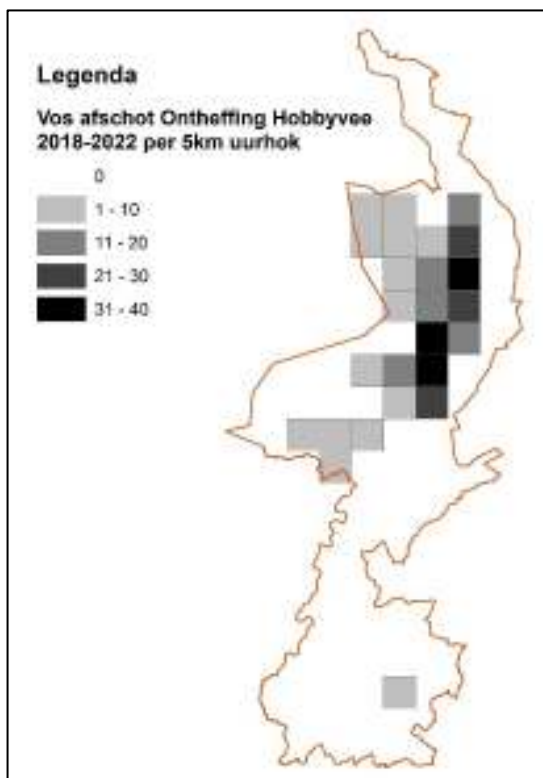 Legenda
Vos afschot Ontheffing Hobbyvee
2018-2022 per 5km uurhok
0
1 - 10
11 - 20
21 - 30
31 - 40